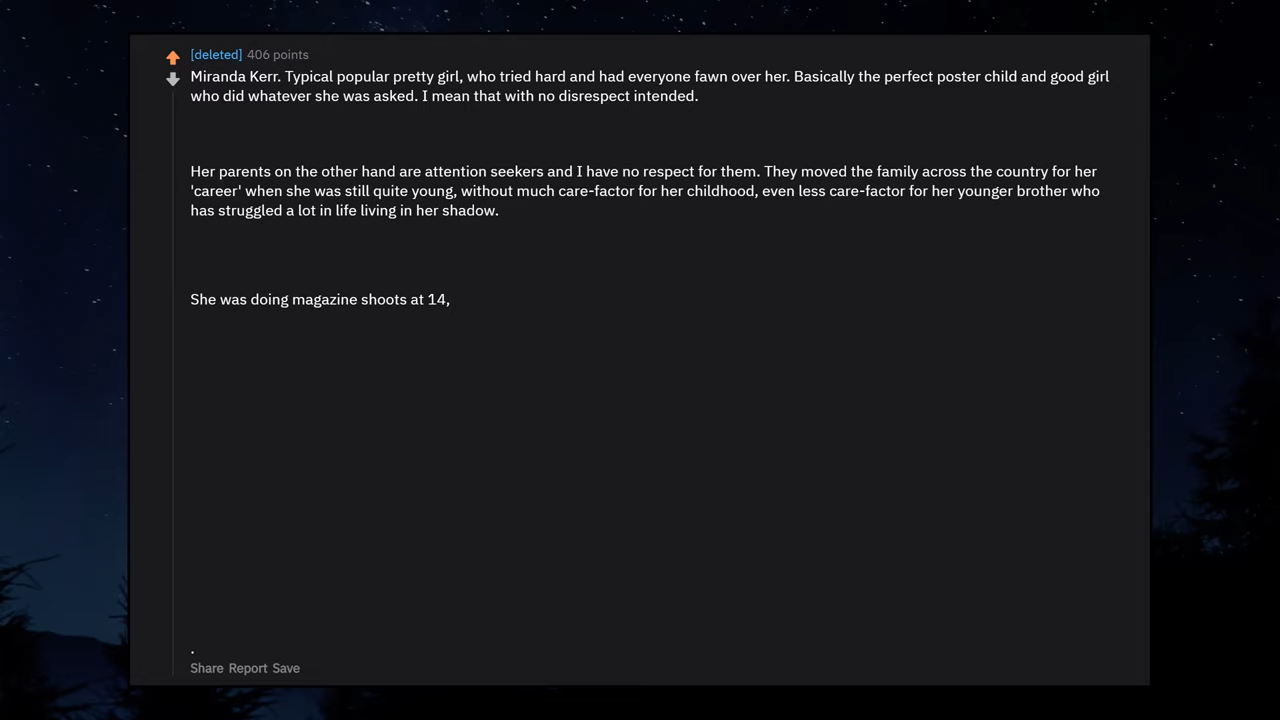 [deleted] 406 points
Miranda Kerr. Typical popular pretty girl, who tried hard and had everyone fawn over her. Basically the perfect poster child and good girl
who did whatever she was asked. I mean that with no disrespect intended.
Her parents on the other hand are attention seekers and I have no respect for them. They moved the family across the country for her
'career' when she was still quite young, without much care-factor for her childhood, even less care-factor for her younger brother who
has struggled a lot in life living in her shadow.
She was doing magazine shoots at 14,
.
Share Report Save